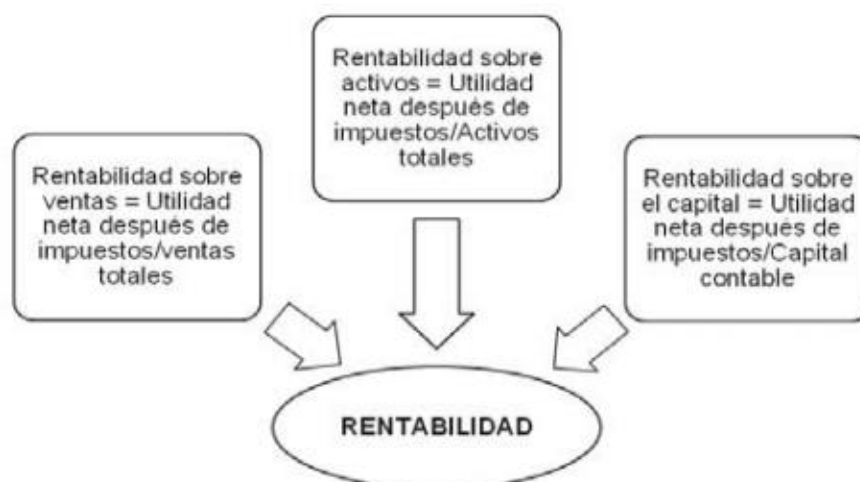 Rentabilidad sobre
activos = Utilidad
neta después de
impuestos/Activos
totales
Rentabilidad sobre
ventas = Utilidad
neta después de
impuestos/ventas
totales
Rentabilidad sobre
el capital = Utilidad
neta después de
impuestos/Capital
contable
RENTABILIDAD